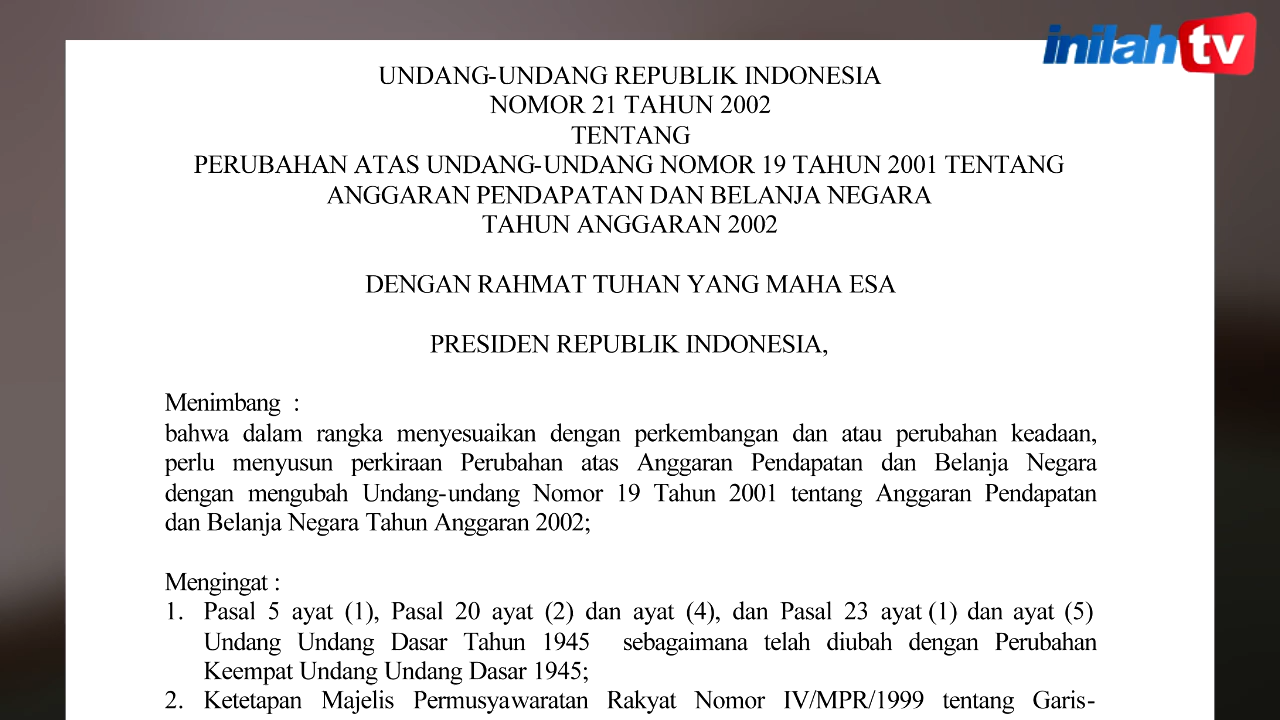 inilah tv
UNDANG-UNDANG REPUBLIK INDONESIA
NOMOR 21 TAHUN 2002
TENTANG
PERUBAHAN ATAS UNDANG-UNDANG NOMOR 19 TAHUN 2001 TENTANG
ANGGARAN PENDAPATAN DAN BELANJA NEGARA
TAHUN ANGGARAN 2002
DENGAN RAHMAT TUHAN YANG MAHA ESA
PRESIDEN REPUBLIK INDONESIA,
Menimbang :
bahwa dalam rangka menyesuaikan dengan perkembangan dan atau perubahan keadaan,
perlu menyusun perkiraan Perubahan atas Anggaran Pendapatan dan Belanja Negara
dengan mengubah Undang-undang Nomor 19 Tahun 2001 tentang Anggaran Pendapatan
dan Belanja Negara Tahun Anggaran 2002;
Mengingat :
1. Pasal 5 ayat (1), Pasal 20 ayat (2) dan ayat (4), dan Pasal 23 ayat (1) dan ayat (5)
Undang Undang Dasar Tahun 1945 sebagaimana telah diubah dengan Perubahan
Keempat Undang Undang Dasar 1945;
2. Ketetapan Majelis Permusyawaratan Rakyat Nomor IV/MPR/1999 tentang Garis-